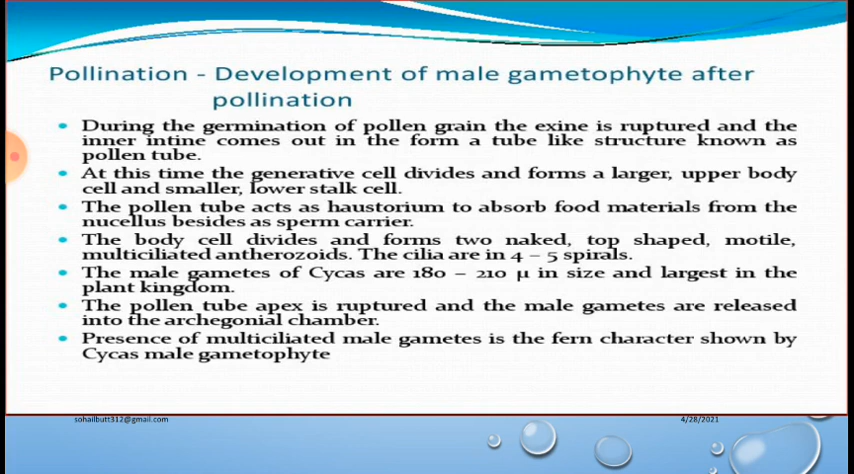 Pollination - Development of male gametophyte after
pollination
• During the germination of pollen grain the exine is ruptured and the
inner intine comes out in the form a tube like structure known as
pollen tube.
• At this time the generative cell divides and forms a larger, upper body
cell and smaller, lower stalk cell.
• The pollen tube acts as haustorium to absorb food materials from the
nucellus besides as sperm carrier.
• The body cell divides and forms two naked, top shaped, motile,
multiciliated antherozoids. The cilia are in 4 – 5 spirals.
• The male gametes of Cycas are 180 – 210 µ in size and largest in the
plant kingdom.
• The pollen tube apex is ruptured and the male gametes are released
into the archegonial chamber.
• Presence of multiciliated male gametes is the fern character shown by
Cycas male gametophyte
sohailbutt312@gmail.com
4/28/2021